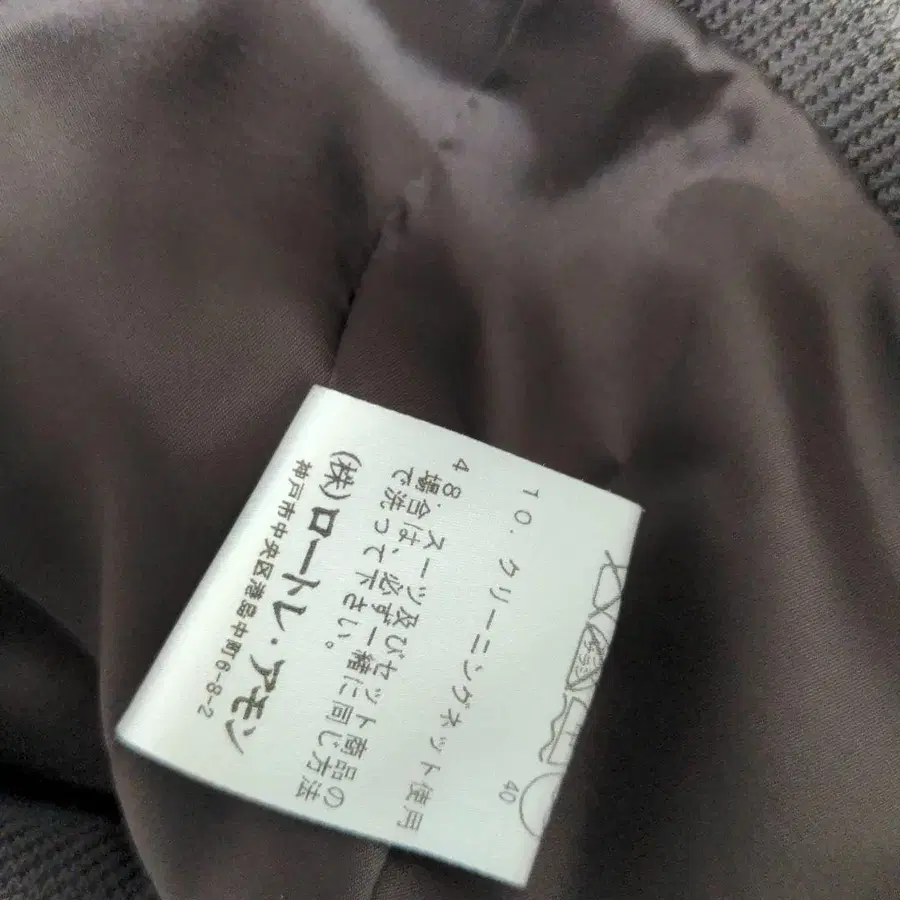 40
10. クリーニングネット使用
48. スーツ及びセット商品の
場合は、必ず一緒に同じ方法
で洗って下さい。
(株)ロートレ・アモン
神戸市中央区港島中町6-8-2